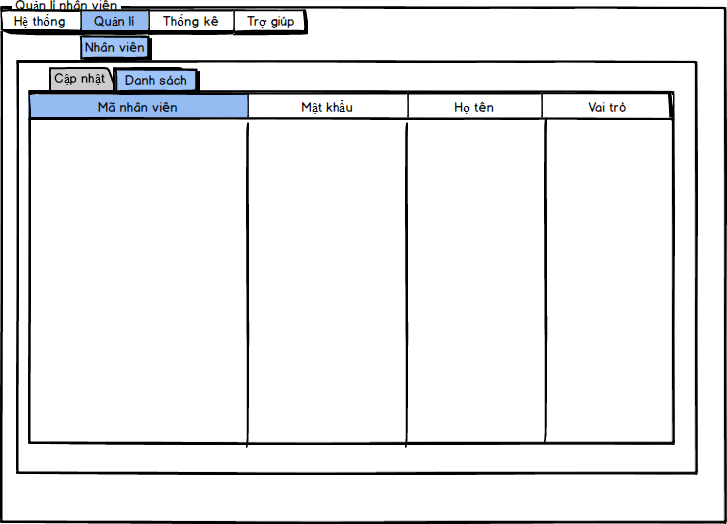 Quản lí nhân viên
Hệ thống Quản lí Thống kê Trợ giúp
Nhân viên
Cập nhật Danh sách
Mã nhân viên Mật khẩu Họ tên Vai trò